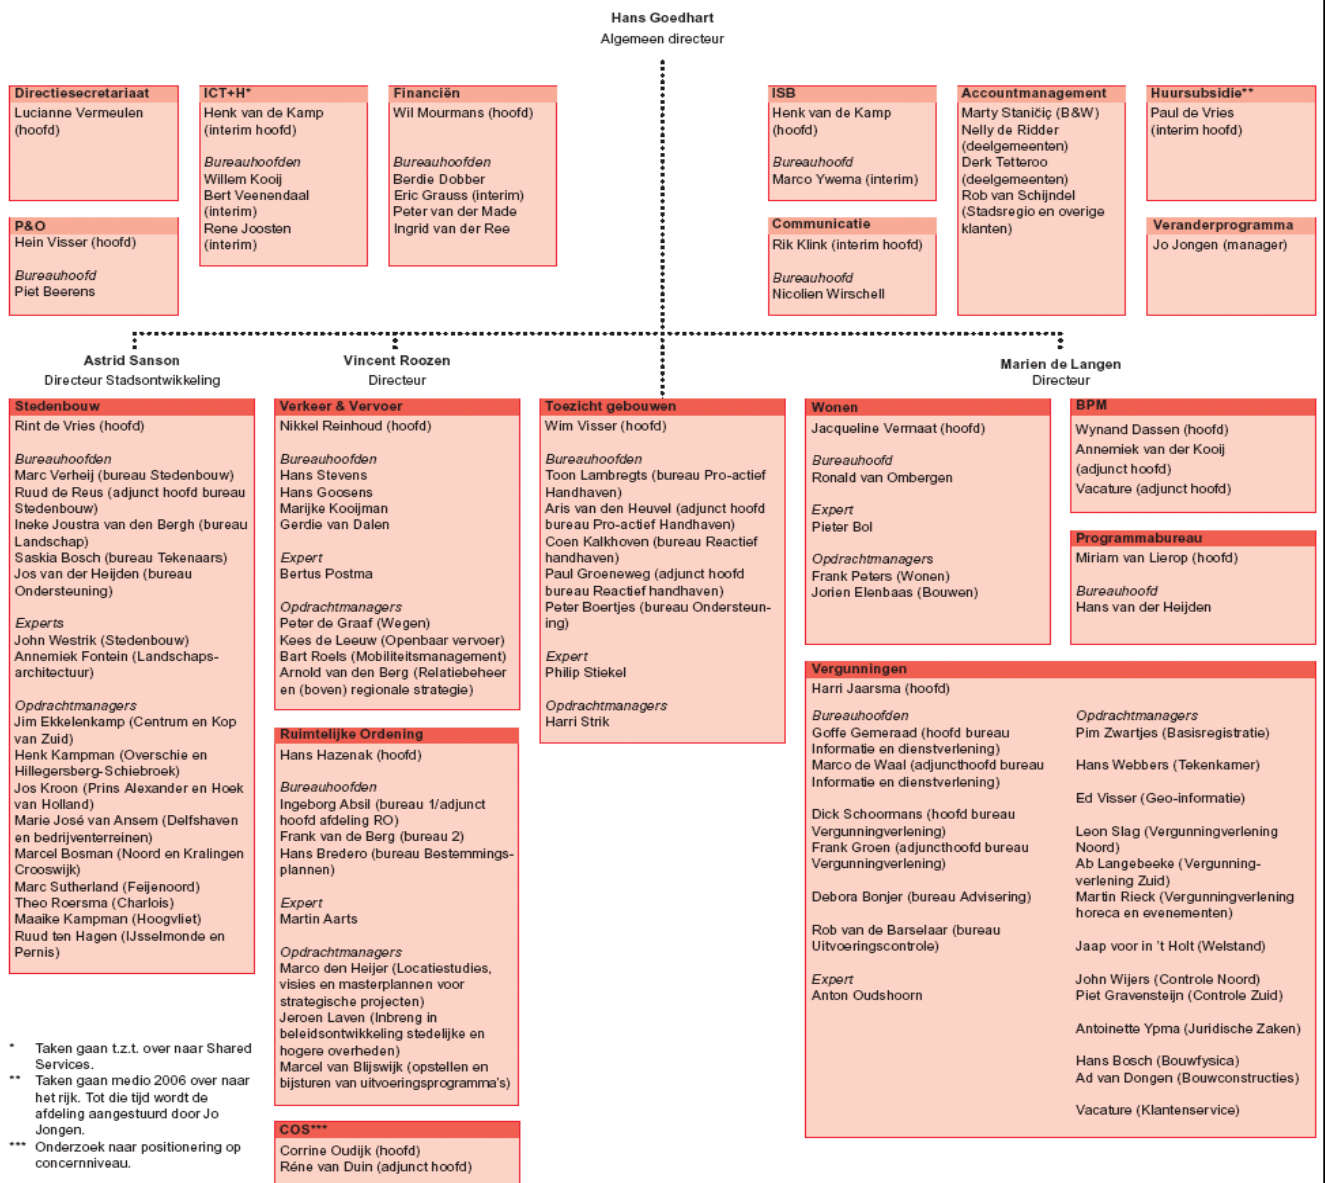 Hans Goedhart
Algemeen directeur
Directiesecretariaat
Lucianne Vermeulen
(hoofd)
P&O
Hein Visser (hoofd)
Bureauhoofd
Piet Beerens
ICT+H*
Henk van de Kamp
(interim hoofd)
Bureauhoofden
Willem Kooij
Bert Veenendaal
(interim)
Rene Joosten
(interim)
Financiën
Wil Mourmans (hoofd)
Bureauhoofden
Berdie Dobber
Eric Grauss (interim)
Peter van der Made
Ingrid van der Ree
ISB
Henk van de Kamp
(hoofd)
Bureauhoofd
Marco Ywema (interim)
Communicatie
Rik Klink (interim hoofd)
Bureauhoofd
Nicolien Wirschell
Accountmanagement
Marty Staničiç (B&W)
Nelly de Ridder
(deelgemeenten)
Derk Tetteroo
(deelgemeenten)
Rob van Schijndel
(Stadsregio en overige
klanten)
Huursubsidie**
Paul de Vries
(interim hoofd)
Veranderprogramma
Jo Jongen (manager)
Astrid Sanson
Directeur Stadsontwikkeling
Vincent Roozen
Directeur
Marien de Langen
Directeur
Stedenbouw
Rint de Vries (hoofd)
Bureauhoofden
Marc Verheij (bureau Stedenbouw)
Ruud de Reus (adjunct hoofd bureau
Stedenbouw)
Ineke Joustra van den Bergh (bureau
Landschap)
Saskia Bosch (bureau Tekenaars)
Jos van der Heijden (bureau
Ondersteuning)
Experts
John Westrik (Stedenbouw)
Annemiek Fontein (Landschaps-
architectuur)
Opdrachtmanagers
Jim Ekkelenkamp (Centrum en Kop
van Zuid)
Henk Kampman (Overschie en
Hillegersberg-Schiebroek)
Jos Kroon (Prins Alexander en Hoek
van Holland)
Marie José van Ansem (Delfshaven
en bedrijventerreinen)
Marcel Bosman (Noord en Kralingen
Crooswijk)
Marc Sutherland (Feijenoord)
Theo Roersma (Charlois)
Maaike Kampman (Hoogvliet)
Ruud ten Hagen (IJsselmonde en
Pernis)
Verkeer & Vervoer
Nikkel Reinhoud (hoofd)
Bureauhoofden
Hans Stevens
Hans Goosens
Marijke Kooijman
Gerdie van Dalen
Expert
Bertus Postma
Opdrachtmanagers
Peter de Graaf (Wegen)
Kees de Leeuw (Openbaar vervoer)
Bart Roels (Mobiliteitsmanagement)
Arnold van den Berg (Relatiebeheer
en (boven) regionale strategie)
Ruimtelijke Ordening
Hans Hazenak (hoofd)
Bureauhoofden
Ingeborg Absil (bureau 1/adjunct
hoofd afdeling RO)
Frank van de Berg (bureau 2)
Hans Bredero (bureau Bestemmings-
plannen)
Expert
Martin Aarts
Opdrachtmanagers
Marco den Heijer (Locatiestudies,
visies en masterplannen voor
strategische projecten)
Jeroen Laven (Inbreng in
beleidsontwikkeling stedelijke en
hogere overheden)
Marcel van Blijswijk (opstellen en
bijsturen van uitvoeringsprogramma's)
COS***
Corrine Oudijk (hoofd)
Réne van Duin (adjunct hoofd)
Toezicht gebouwen
Wim Visser (hoofd)
Bureauhoofden
Toon Lambregts (bureau Pro-actief
Handhaven)
Aris van den Heuvel (adjunct hoofd
bureau Pro-actief Handhaven)
Coen Kalkhoven (bureau Reactief
handhaven)
Paul Groeneweg (adjunct hoofd
bureau Reactief handhaven)
Peter Boertjes (bureau Ondersteun-
ing)
Expert
Philip Stiekel
Opdrachtmanagers
Harri Strik
Wonen
Jacqueline Vermaat (hoofd)
Bureauhoofd
Ronald van Ombergen
Expert
Pieter Bol
Opdrachtmanagers
Frank Peters (Wonen)
Jorien Elenbaas (Bouwen)
BPM
Wynand Dassen (hoofd)
Annemiek van der Kooij
(adjunct hoofd)
Vacature (adjunct hoofd)
Programmabureau
Miriam van Lierop (hoofd)
Bureauhoofd
Hans van der Heijden
Vergunningen
Harri Jaarsma (hoofd)
Bureauhoofden
Goffe Gemeraad (hoofd bureau
Informatie en dienstverlening)
Marco de Waal (adjuncthoofd bureau
Informatie en dienstverlening)
Dick Schoormans (hoofd bureau
Vergunningverlening)
Frank Groen (adjuncthoofd bureau
Vergunningverlening)
Debora Bonjer (bureau Advisering)
Rob van de Barselaar (bureau
Uitvoeringscontrole)
Expert
Anton Oudshoorn
Opdrachtmanagers
Pim Zwartjes (Basisregistratie)
Hans Webbers (Tekenkamer)
Ed Visser (Geo-informatie)
Leon Slag (Vergunningverlening
Noord)
Ab Langebeeke (Vergunning-
verlening Zuid)
Martin Rieck (Vergunningverlening
horeca en evenementen)
Jaap voor in 't Holt (Welstand)
John Wijers (Controle Noord)
Piet Gravensteijn (Controle Zuid)
Antoinette Ypma (Juridische Zaken)
Hans Bosch (Bouwfysica)
Ad van Dongen (Bouwconstructies)
Vacature (Klantenservice)
* Taken gaan t.z.t. over naar Shared
Services.
** Taken gaan medio 2006 over naar
het rijk. Tot die tijd wordt de
afdeling aangestuurd door Jo
Jongen.
*** Onderzoek naar positionering op
concernniveau.